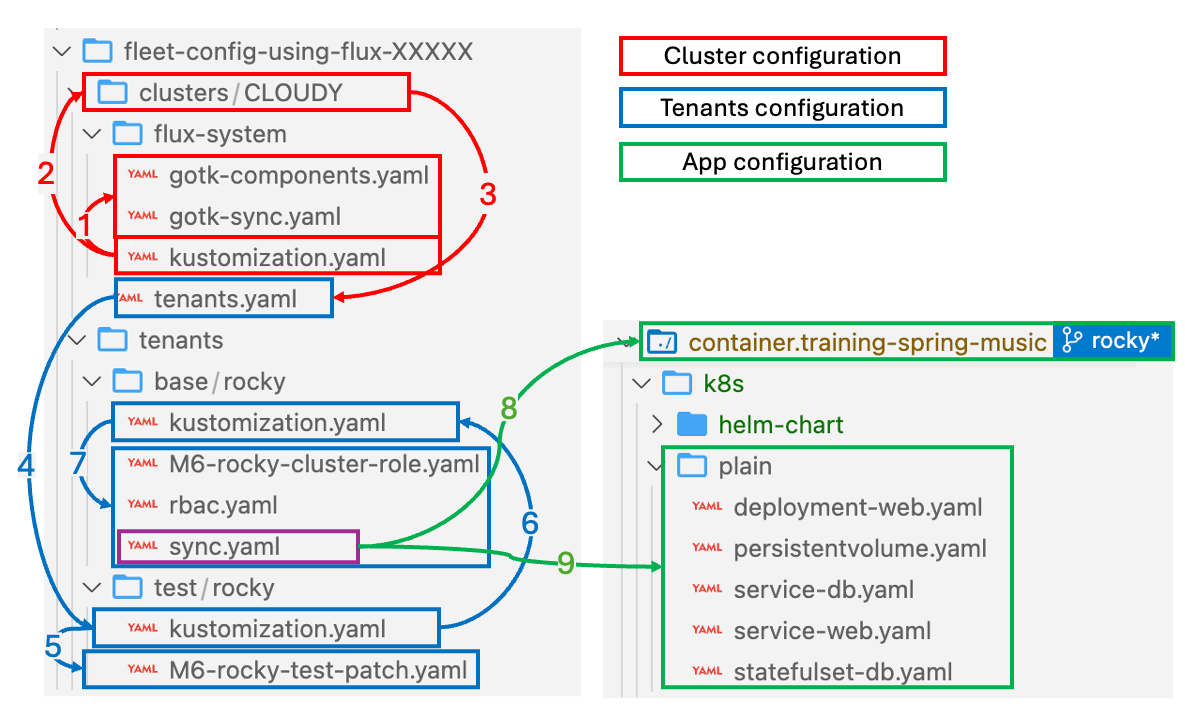 fleet-config-using-flux-XXXXX
clusters/CLOUDY
flux-system
YAML gotk-components.yaml
YAML gotk-sync.yaml
YAML kustomization.yaml
YAML tenants.yaml
tenants
base/rocky
YAML kustomization.yaml
YAML M6-rocky-cluster-role.yaml
YAML rbac.yaml
YAML sync.yaml
test/rocky
YAML kustomization.yaml
YAML M6-rocky-test-patch.yaml
1
2
3
4
5
6
7
8
9
Cluster configuration
Tenants configuration
App configuration
./ container.training-spring-music rocky*
k8s
helm-chart
plain
YAML deployment-web.yaml
YAML persistentvolume.yaml
YAML service-db.yaml
YAML service-web.yaml
YAML statefulset-db.yaml